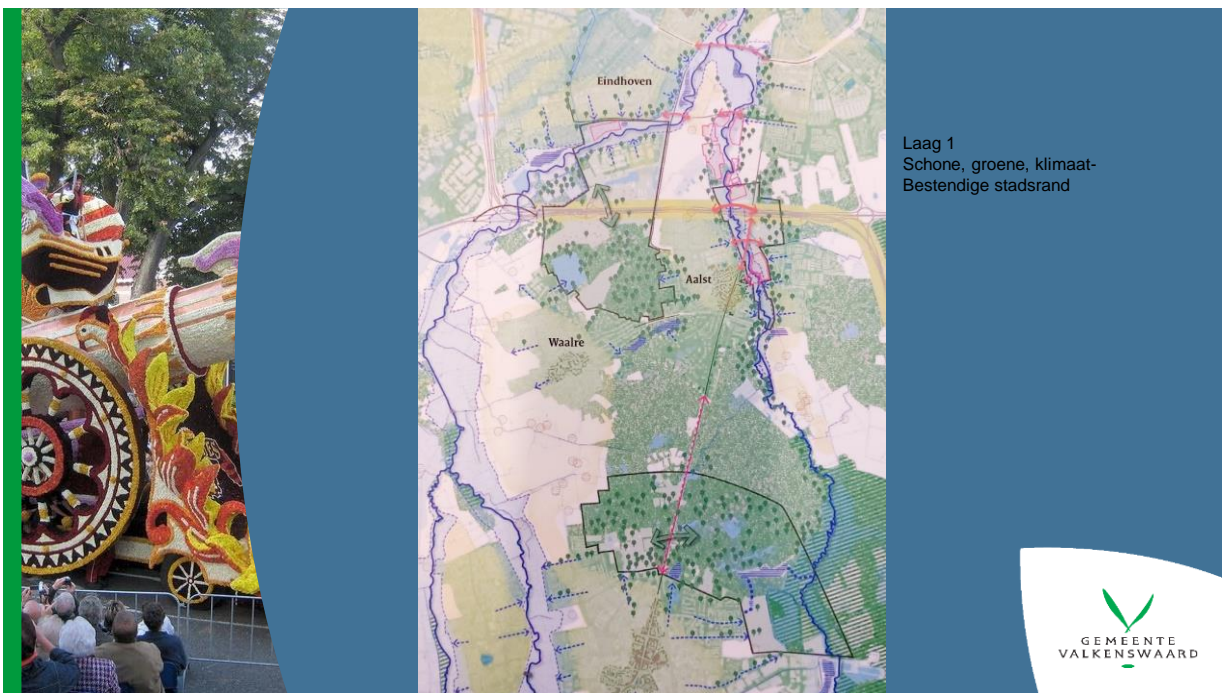 Eindhoven
Aalst
Waalre
Laag 1
Schone, groene, klimaat-
Bestendige stadsrand
GEMEENTE
VALKENSWAARD